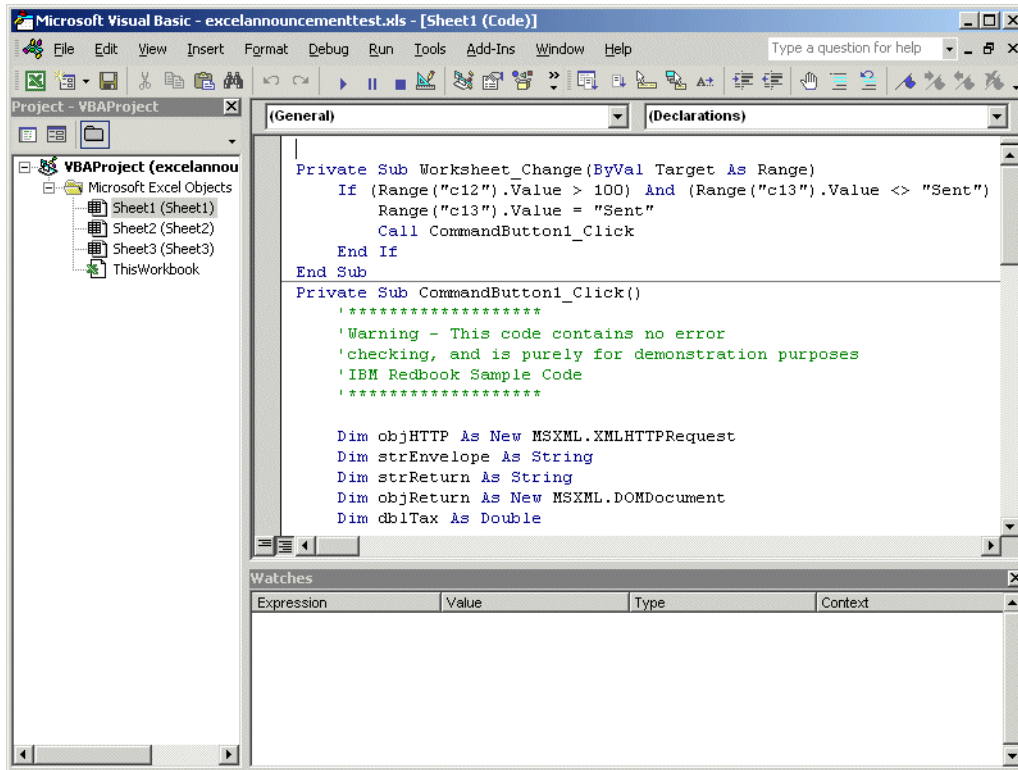 Microsoft Visual Basic - excelannouncementtest.xls - [Sheet1 (Code)]
File Edit View Insert Format Debug Run Tools Add-Ins Window Help
Type a question for help
Project - VBAProject
(General)
(Declarations)
VBAProject (excelannou
Microsoft Excel Objects
Sheet1 (Sheet1)
Sheet2 (Sheet2)
Sheet3 (Sheet3)
ThisWorkbook
Private Sub Worksheet_Change(ByVal Target As Range)
If (Range("c12").Value > 100) And (Range("c13").Value <> "Sent")
Range("c13").Value = "Sent"
Call CommandButton1_Click
End If
End Sub
Private Sub CommandButton1_Click()
'*******************
'Warning - This code contains no error
'checking, and is purely for demonstration purposes
'IBM Redbook Sample Code
'*******************
Dim objHTTP As New MSXML.XMLHTTPRequest
Dim strEnvelope As String
Dim strReturn As String
Dim objReturn As New MSXML.DOMDocument
Dim dblTax As Double
Watches
Expression Value Type Context